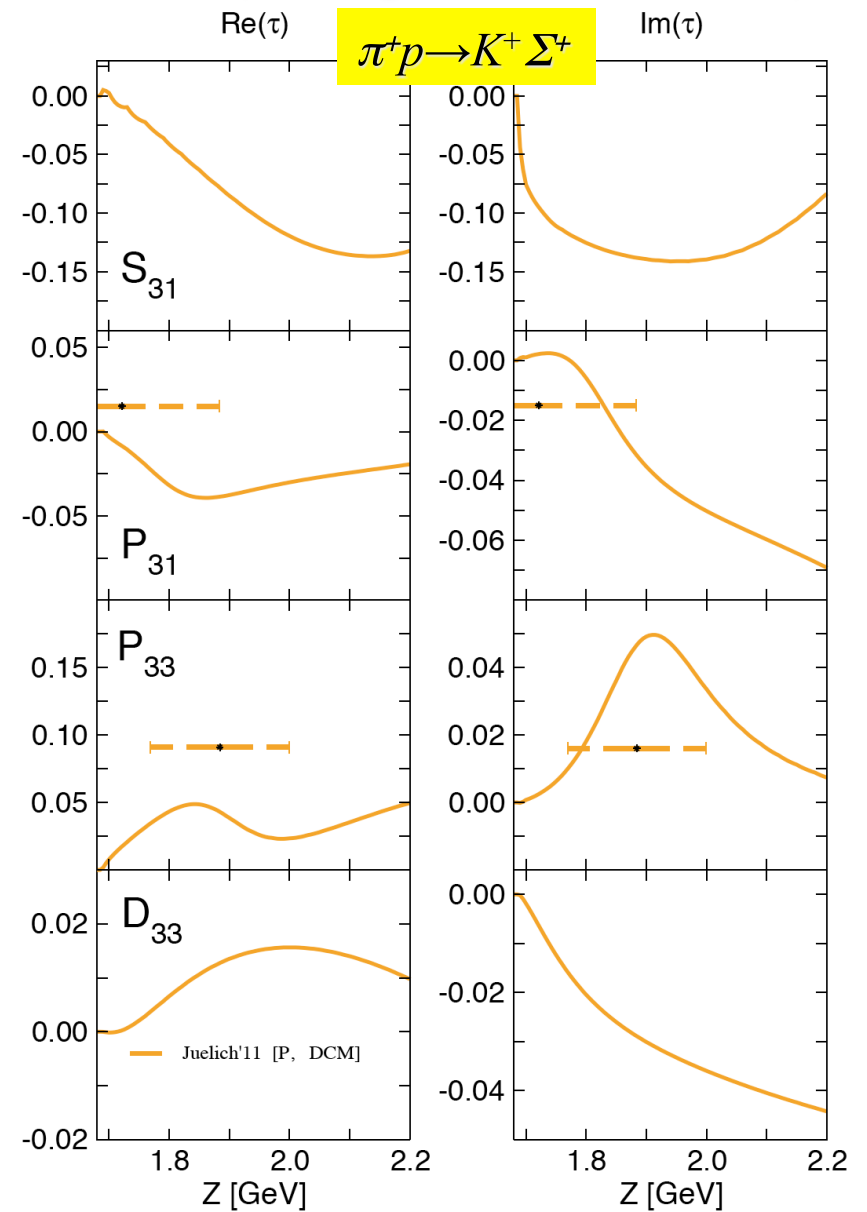 Re(τ)
π⁺p→K⁺ Σ⁺
Im(τ)
0.00
-0.05
-0.10
-0.15
S₃₁
0.00
-0.05
-0.10
-0.15
0.05
0.00
-0.05
P₃₁
0.00
-0.02
-0.04
-0.06
P₃₃
0.15
0.10
0.05
0.04
0.02
0.00
D₃₃
0.02
0.00
-0.02
Juelich'11 [P, DCM]
0.00
-0.02
-0.04
1.8 2.0 2.2
Z [GeV]
1.8 2.0 2.2
Z [GeV]